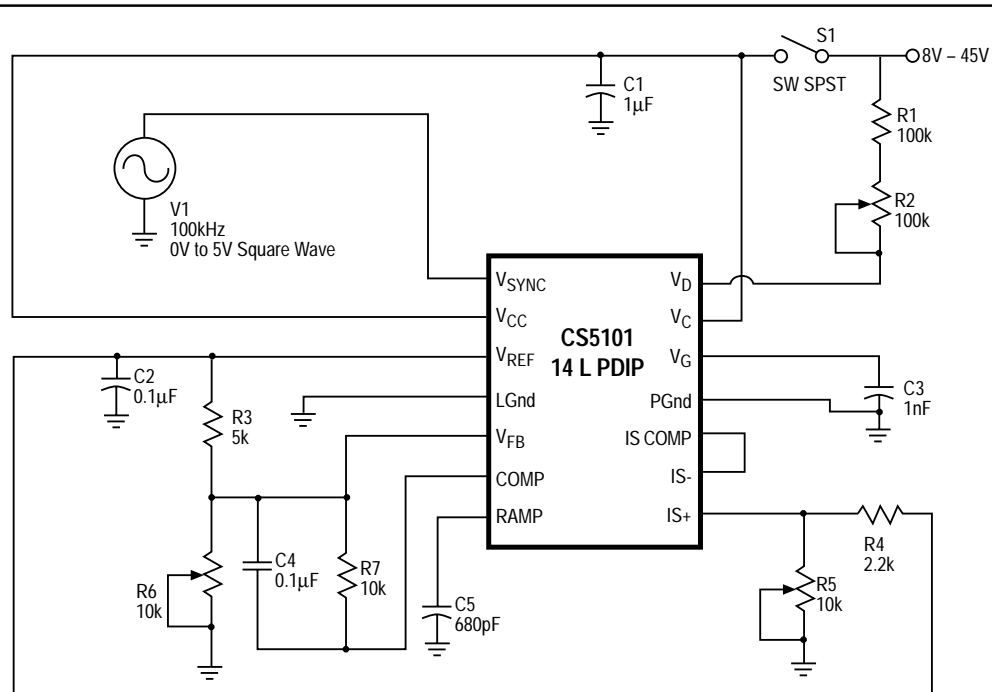 S1
8V – 45V
SW SPST
C1
1µF
R1
100k
R2
100k
V1
100kHz
0V to 5V Square Wave
VSYNC
VCC
VREF
LGnd
VFB
COMP
RAMP
CS5101
14 L PDIP
VD
VC
VG
PGnd
IS COMP
IS-
IS+
C2
0.1µF
R3
5k
C3
1nF
R6
10k
C4
0.1µF
R7
10k
C5
680pF
R4
2.2k
R5
10k